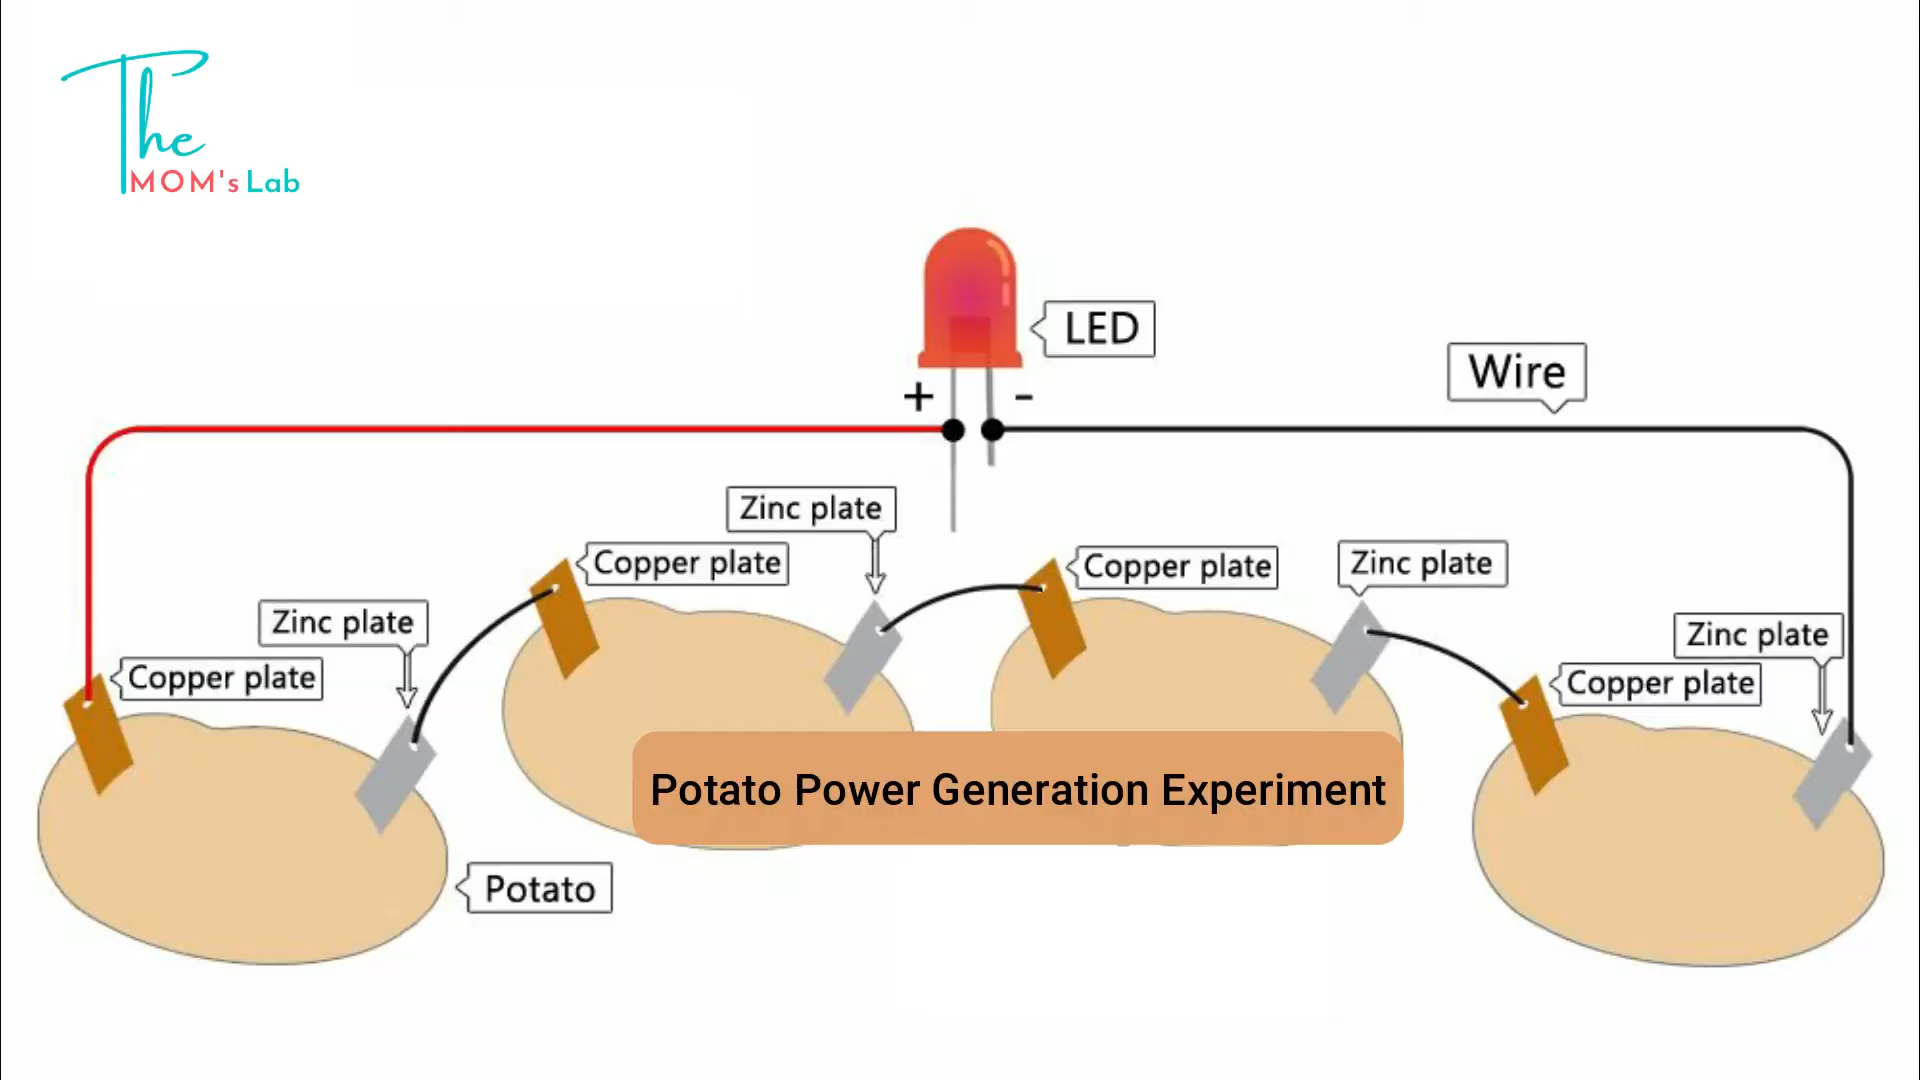 The
MOM's Lab
LED
+
-
Wire
Zinc plate
Copper plate
Copper plate
Zinc plate
Zinc plate
Zinc plate
Copper plate
Copper plate
Potato Power Generation Experiment
Potato